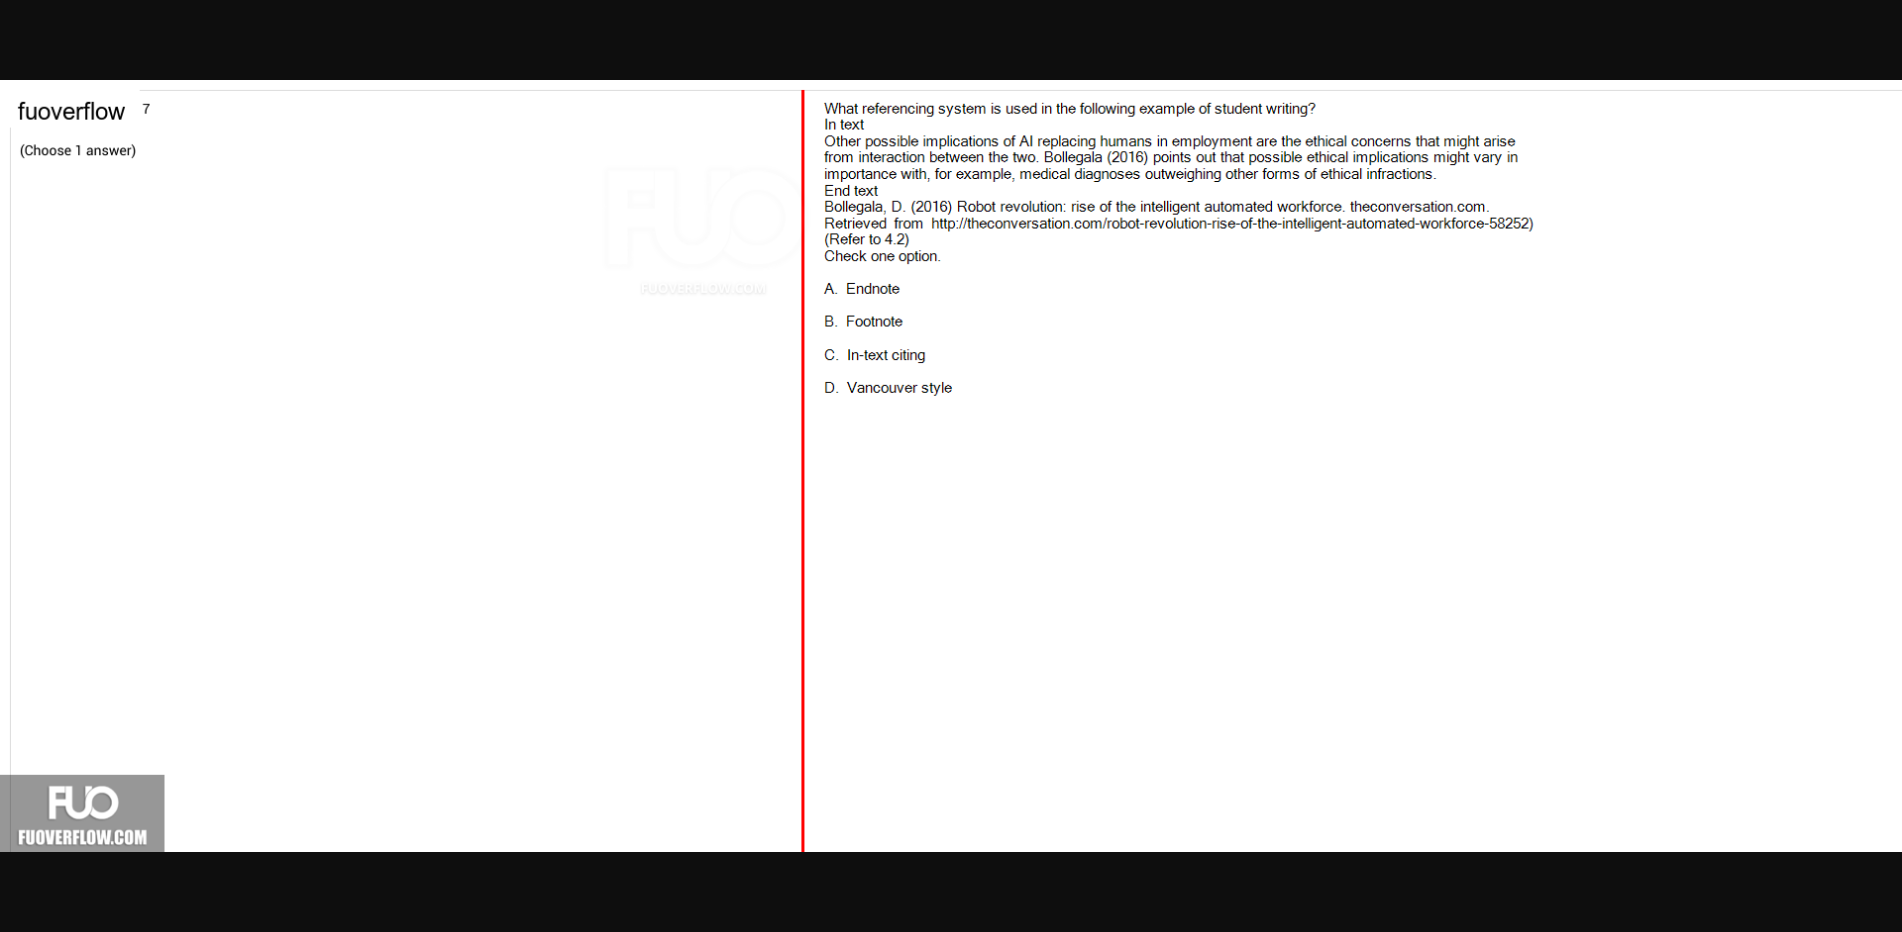 fuoverflow 7
(Choose 1 answer)
What referencing system is used in the following example of student writing?
In text
Other possible implications of AI replacing humans in employment are the ethical concerns that might arise
from interaction between the two. Bollegala (2016) points out that possible ethical implications might vary in
importance with, for example, medical diagnoses outweighing other forms of ethical infractions.
End text
Bollegala, D. (2016) Robot revolution: rise of the intelligent automated workforce. theconversation.com.
Retrieved from http://theconversation.com/robot-revolution-rise-of-the-intelligent-automated-workforce-58252)
(Refer to 4.2)
Check one option.
A. Endnote
B. Footnote
C. In-text citing
D. Vancouver style
FUO
FUOVERFLOW.COM
FUO
FUOVERFLOW.COM